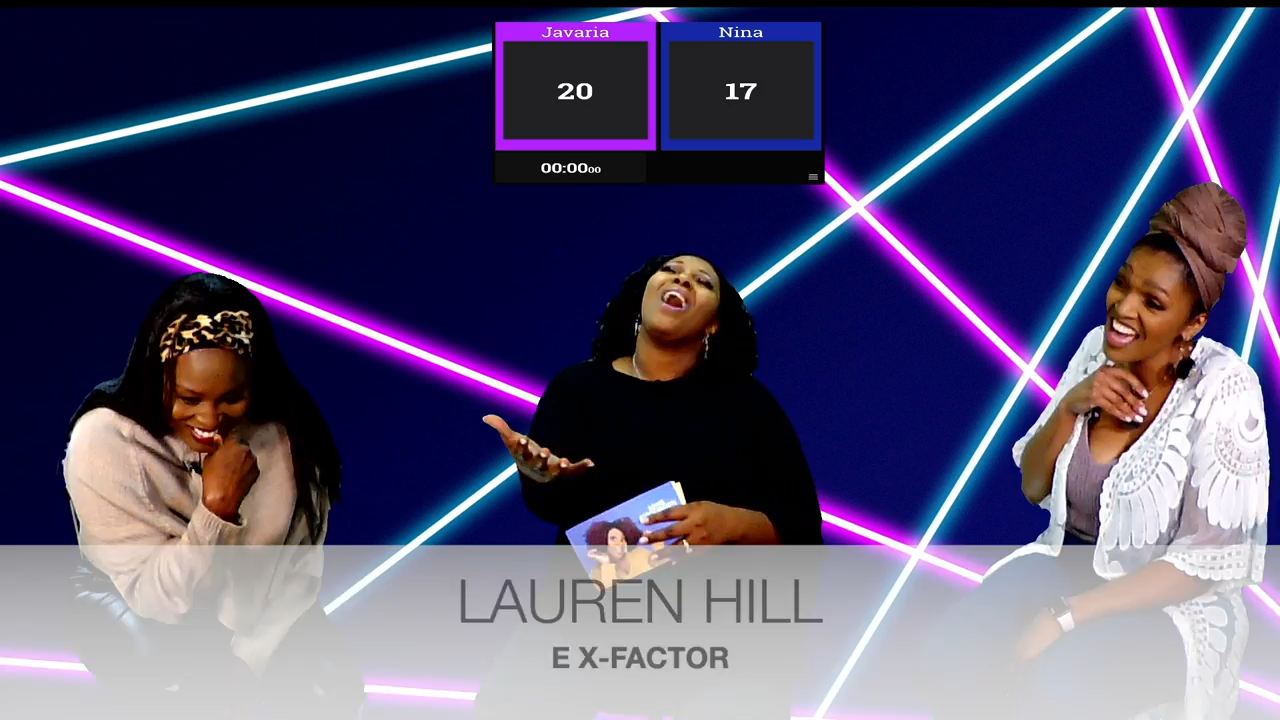 Javaria
Nina
20
17
00:0000
LAUREN HILL
E X-FACTOR